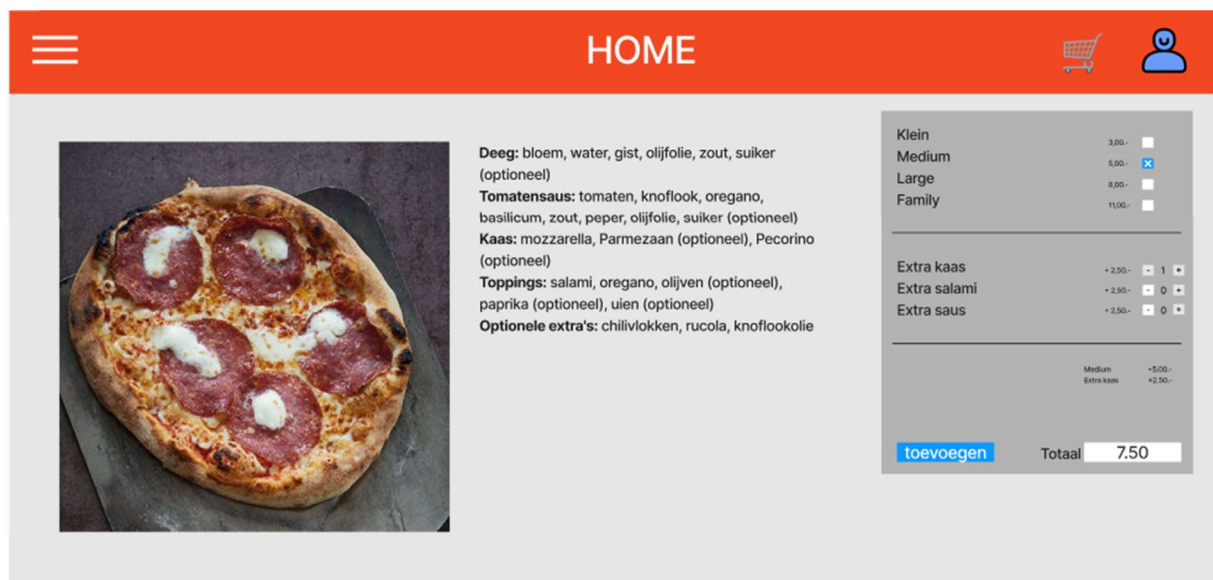 HOME
Deeg: bloem, water, gist, olijfolie, zout, suiker
(optioneel)
Tomatensaus: tomaten, knoflook, oregano,
basilicum, zout, peper, olijfolie, suiker (optioneel)
Kaas: mozzarella, Parmezaan (optioneel), Pecorino
(optioneel)
Toppings: salami, oregano, olijven (optioneel),
paprika (optioneel), uien (optioneel)
Optionele extra's: chilivlokken, rucola, knoflookolie
Klein 3,00.-
Medium 5,00.-
Large 8,00.-
Family 11,00.-
Extra kaas + 2,50.- - 1 +
Extra salami + 2,50.- - 0 +
Extra saus + 2,50.- - 0 +
Medium +5.00.-
Extra kaas +2.50.-
toevoegen Totaal 7.50